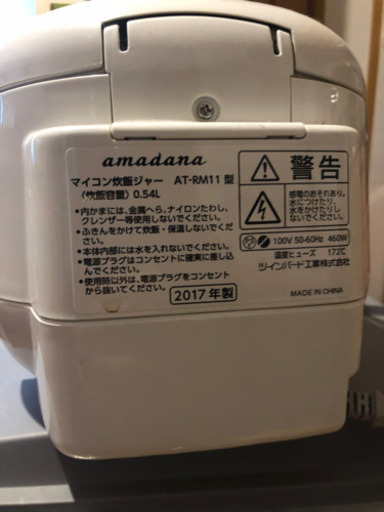 amadana
マイコン炊飯ジャー AT-RM11 型
(炊飯容量) 0.54L
•内かまには、金属へら、ナイロンたわし、
クレンザー等使用しないでください。
•ふきんをかけて炊飯・保温しないでくだ
さい。
•本体内部には水を入れないでください。
•電源プラグはコンセントに確実に差し込
んでください。
•使用時以外は、電源プラグをコンセント
から抜いてください。
2017 年製
警告
感電のおそれあり。
水につけたり、
水をかけたり
しないでください。
100V 50-60Hz 460W
温度ヒューズ 172℃
ツインバード工業株式会社
MADE IN CHINA